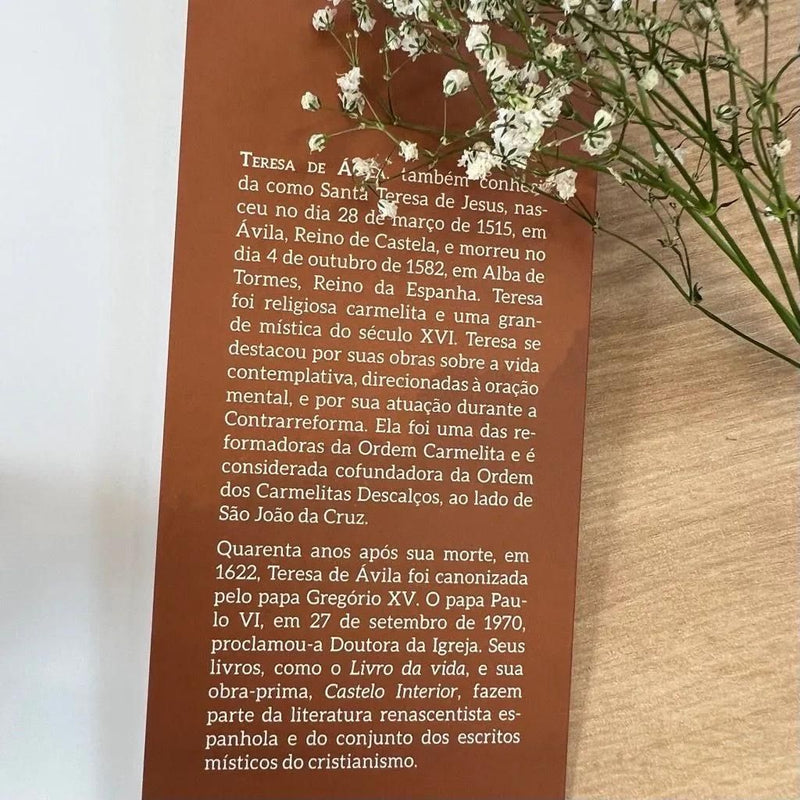 TERESA DE ÁVILA, também conheci-
da como Santa Teresa de Jesus, nas-
ceu no dia 28 de março de 1515, em
Ávila, Reino de Castela, e morreu no
dia 4 de outubro de 1582, em Alba de
Tormes, Reino da Espanha. Teresa
foi religiosa carmelita e uma gran-
de mística do século XVI. Teresa se
destacou por suas obras sobre a vida
contemplativa, direcionadas à oração
mental, e por sua atuação durante a
Contrarreforma. Ela foi uma das re-
formadoras da Ordem Carmelita e é
considerada cofundadora da Ordem
dos Carmelitas Descalços, ao lado de
São João da Cruz.
Quarenta anos após sua morte, em
1622, Teresa de Ávila foi canonizada
pelo papa Gregório XV. O papa Pau-
lo VI, em 27 de setembro de 1970,
proclamou-a Doutora da Igreja. Seus
livros, como o Livro da vida, e sua
obra-prima, Castelo Interior, fazem
parte da literatura renascentista es-
panhola e do conjunto dos escritos
místicos do cristianismo.